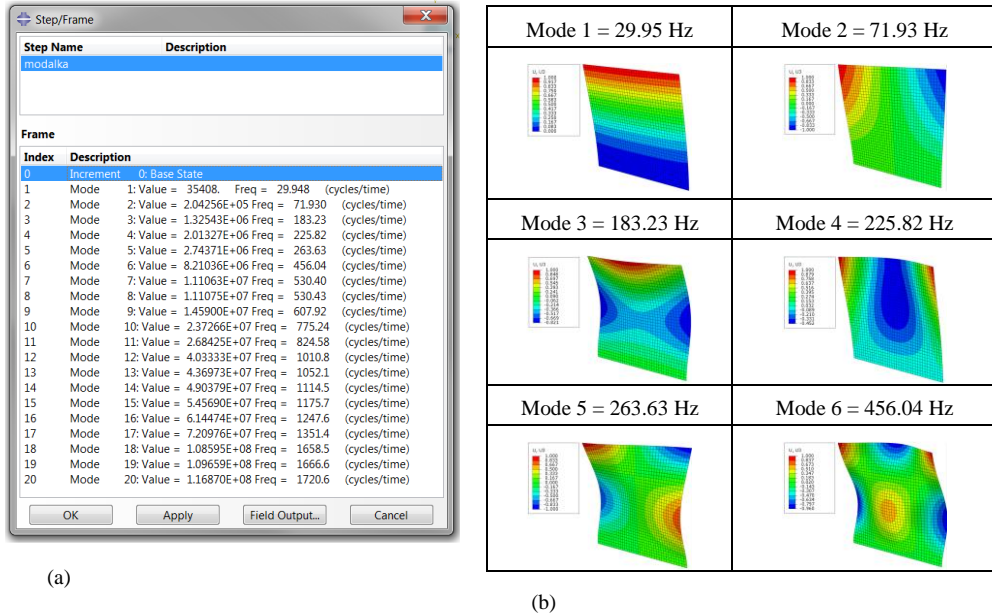 Step/Frame
X
Step Name Description
modalka
Frame
Index Description
0 Increment 0: Base State
1 Mode 1: Value = 35408. Freq = 29.948 (cycles/time)
2 Mode 2: Value = 2.04256E+05 Freq = 71.930 (cycles/time)
3 Mode 3: Value = 1.32543E+06 Freq = 183.23 (cycles/time)
4 Mode 4: Value = 2.01327E+06 Freq = 225.82 (cycles/time)
5 Mode 5: Value = 2.74371E+06 Freq = 263.63 (cycles/time)
6 Mode 6: Value = 8.21036E+06 Freq = 456.04 (cycles/time)
7 Mode 7: Value = 1.11063E+07 Freq = 530.40 (cycles/time)
8 Mode 8: Value = 1.11075E+07 Freq = 530.43 (cycles/time)
9 Mode 9: Value = 1.45900E+07 Freq = 607.92 (cycles/time)
10 Mode 10: Value = 2.37266E+07 Freq = 775.24 (cycles/time)
11 Mode 11: Value = 2.68425E+07 Freq = 824.58 (cycles/time)
12 Mode 12: Value = 4.03333E+07 Freq = 1010.8 (cycles/time)
13 Mode 13: Value = 4.36973E+07 Freq = 1052.1 (cycles/time)
14 Mode 14: Value = 4.90379E+07 Freq = 1114.5 (cycles/time)
15 Mode 15: Value = 5.45690E+07 Freq = 1175.7 (cycles/time)
16 Mode 16: Value = 6.14474E+07 Freq = 1247.6 (cycles/time)
17 Mode 17: Value = 7.20976E+07 Freq = 1351.4 (cycles/time)
18 Mode 18: Value = 1.08595E+08 Freq = 1658.5 (cycles/time)
19 Mode 19: Value = 1.09659E+08 Freq = 1666.6 (cycles/time)
20 Mode 20: Value = 1.16870E+08 Freq = 1720.6 (cycles/time)
OK Apply Field Output... Cancel
(a)
Mode 1 = 29.95 Hz Mode 2 = 71.93 Hz
U, U3 U, U3
Mode 3 = 183.23 Hz Mode 4 = 225.82 Hz
U, U3 U, U3
Mode 5 = 263.63 Hz Mode 6 = 456.04 Hz
U, U3 U, U3
(b)